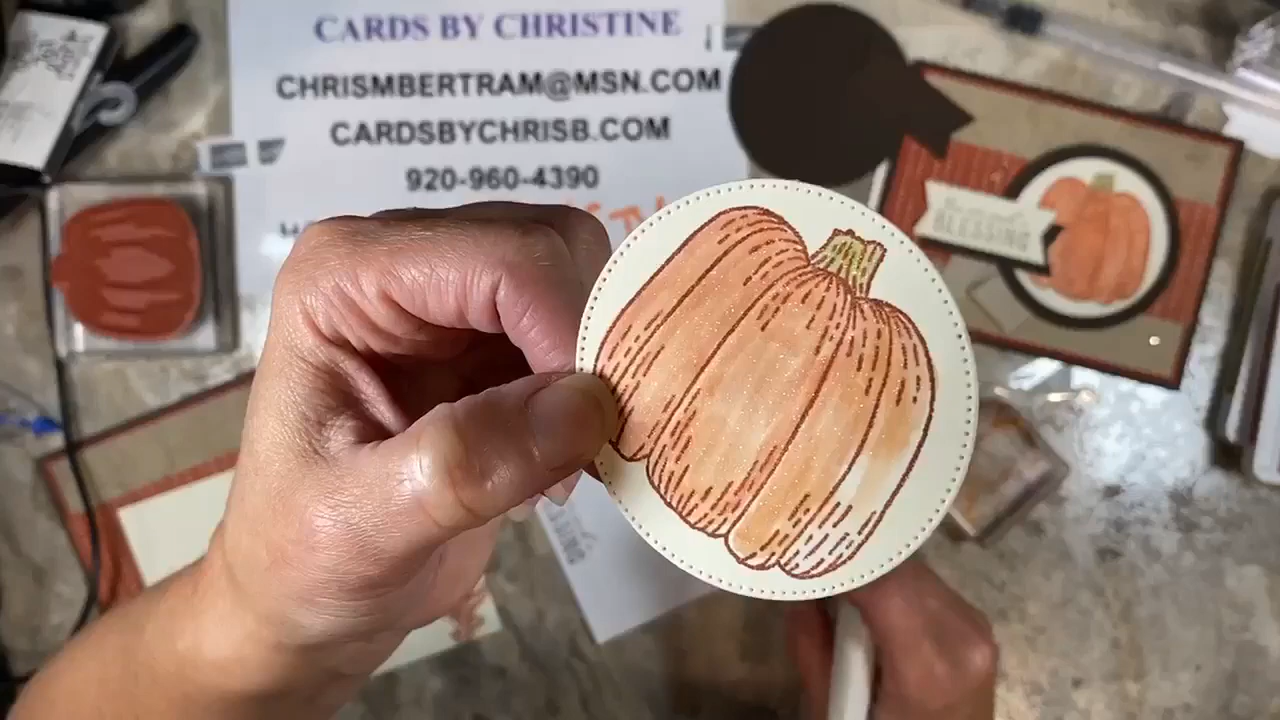 CARDS BY CHRISTINE
CHRISMBERTRAM@MSN.COM
CARDSBYCHRISB.COM
920-960-4390
BLESSING